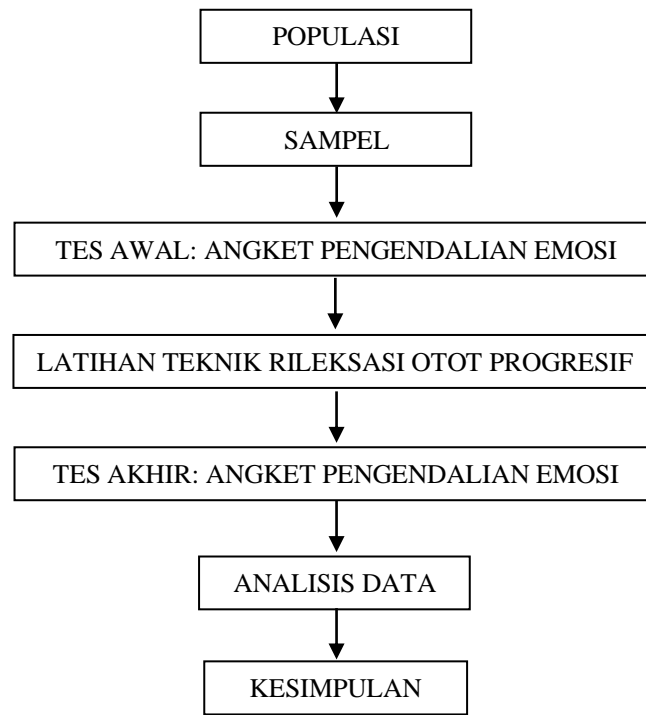 POPULASI
SAMPEL
TES AWAL: ANGKET PENGENDALIAN EMOSI
LATIHAN TEKNIK RILEKSASI OTOT PROGRESIF
TES AKHIR: ANGKET PENGENDALIAN EMOSI
ANALISIS DATA
KESIMPULAN